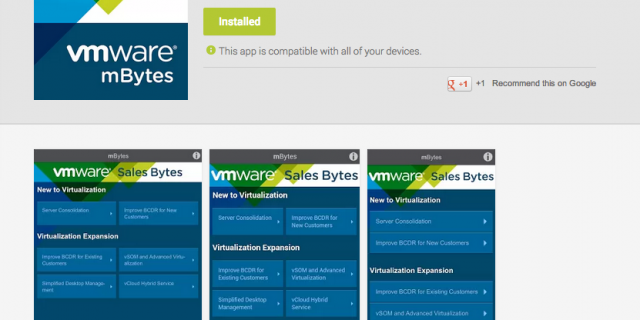 Installed
This app is compatible with all of your devices.
vmware®
mBytes
+1 +1 Recommend this on Google
mBytes
vmware® Sales Bytes
New to Virtualization
Server Consolidation
Improve BCDR for New
Customers
Virtualization Expansion
Improve BCDR for Existing
Customers
vSOM and Advanced Virtu-
alization
Simplified Desktop Manage-
ment
vCloud Hybrid Service
mBytes
vmware® Sales Bytes
New to Virtualization
Server Consolidation
Improve BCDR for
New Customers
Virtualization Expansion
Improve BCDR for
Existing Customers
vSOM and Advanced
Virtualization
Simplified Desktop
Management
vCloud Hybrid
Service
mBytes
vmware® Sales Bytes
New to Virtualization
Server Consolidation
Improve BCDR for New Customers
Virtualization Expansion
Improve BCDR for Existing Customers
vSOM and Advanced Virtualization